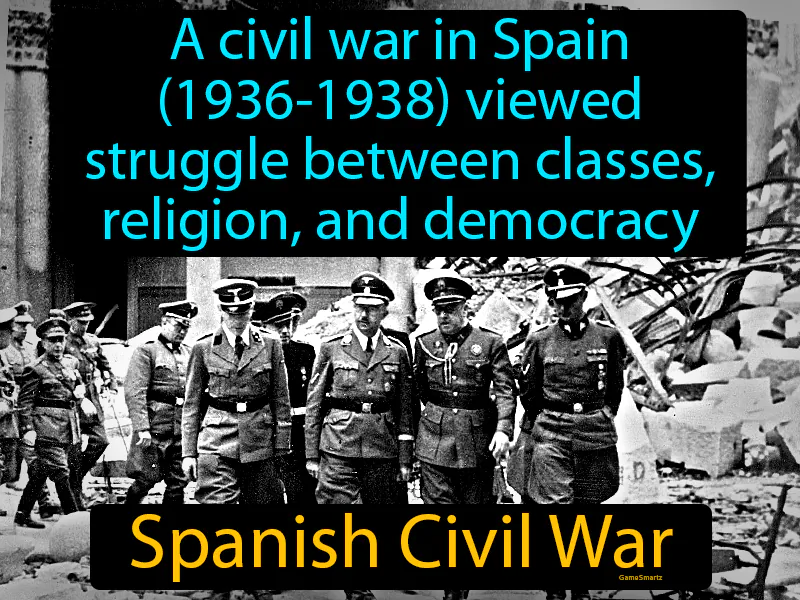 A civil war in Spain
(1936-1938) viewed
struggle between classes,
religion, and democracy
Spanish Civil War
GameSmartz